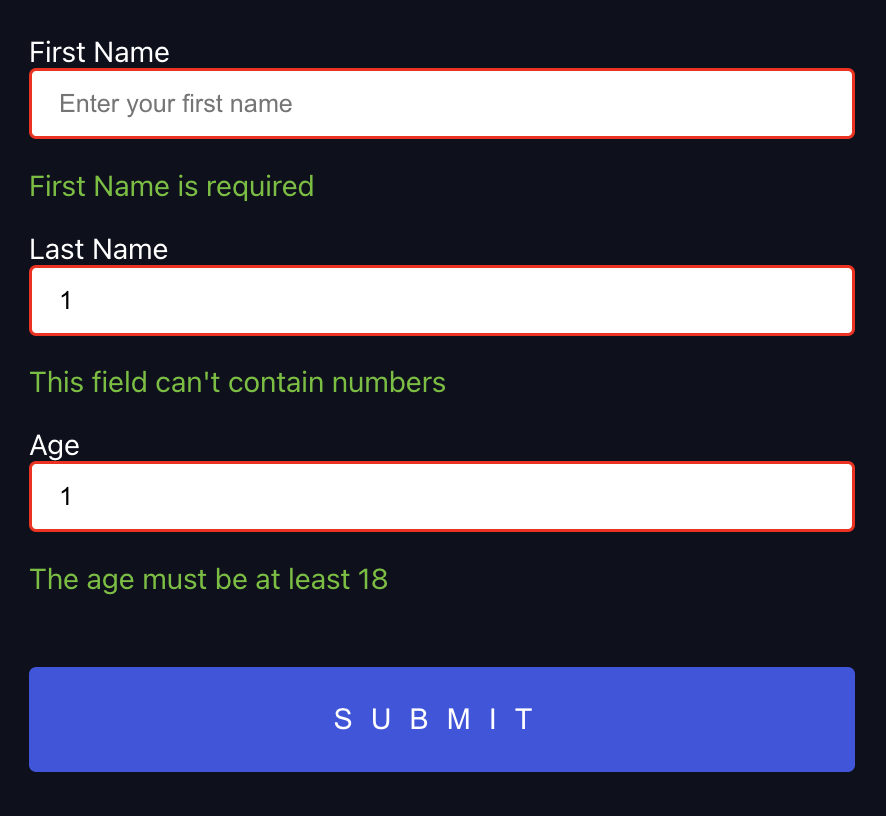 First Name
Enter your first name
First Name is required
Last Name
1
This field can't contain numbers
Age
1
The age must be at least 18
SUBMIT